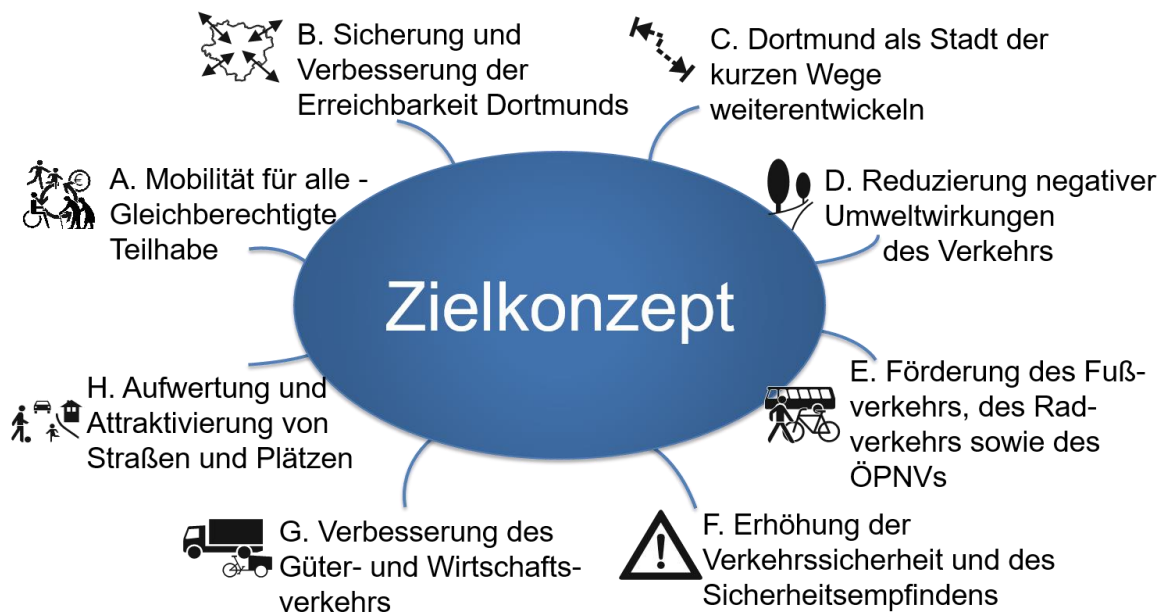 B. Sicherung und
Verbesserung der
Erreichbarkeit Dortmunds
C. Dortmund als Stadt der
kurzen Wege
weiterentwickeln
A. Mobilität für alle -
Gleichberechtigte
Teilhabe
D. Reduzierung negativer
Umweltwirkungen
des Verkehrs
Zielkonzept
E. Förderung des Fuß-
verkehrs, des Rad-
verkehrs sowie des
ÖPNVs
H. Aufwertung und
Attraktivierung von
Straßen und Plätzen
G. Verbesserung des
Güter- und Wirtschafts-
verkehrs
F. Erhöhung der
Verkehrssicherheit und des
Sicherheitsempfindens